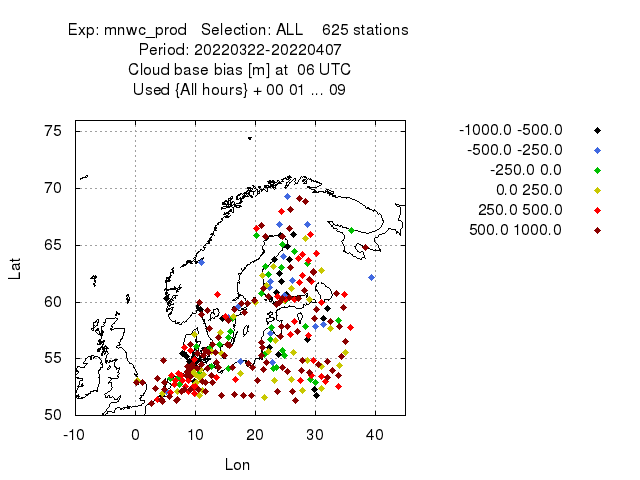 Exp: mnwc_prod   Selection: ALL    625 stations
Period: 20220322-20220407
Cloud base bias [m] at  06 UTC
Used {All hours} + 00 01 ... 09
-1000.0 -500.0
-500.0 -250.0
-250.0 0.0
0.0 250.0
250.0 500.0
500.0 1000.0
75
70
65
60
55
50
Lat
-10 0 10 20 30 40
Lon